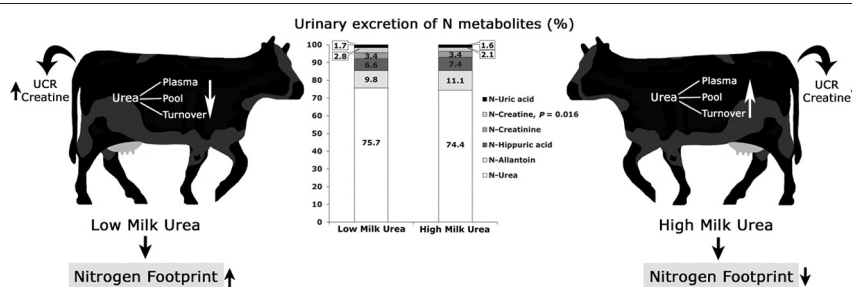 Urinary excretion of N metabolites (%)
UCR
Creatine
Urea
Plasma
Pool
Turnover
Low Milk Urea
Nitrogen Footprint
100
90
80
70
60
50
40
30
20
10
0
1.7
2.8
3.4
6.6
9.8
75.7
Low Milk Urea
1.6
2.1
3.4
7.4
11.1
74.4
High Milk Urea
N-Uric acid
N-Creatine, P = 0.016
N-Creatinine
N-Hippuric acid
N-Allantoin
N-Urea
Urea
Plasma
Pool
Turnover
UCR
Creatine
High Milk Urea
Nitrogen Footprint